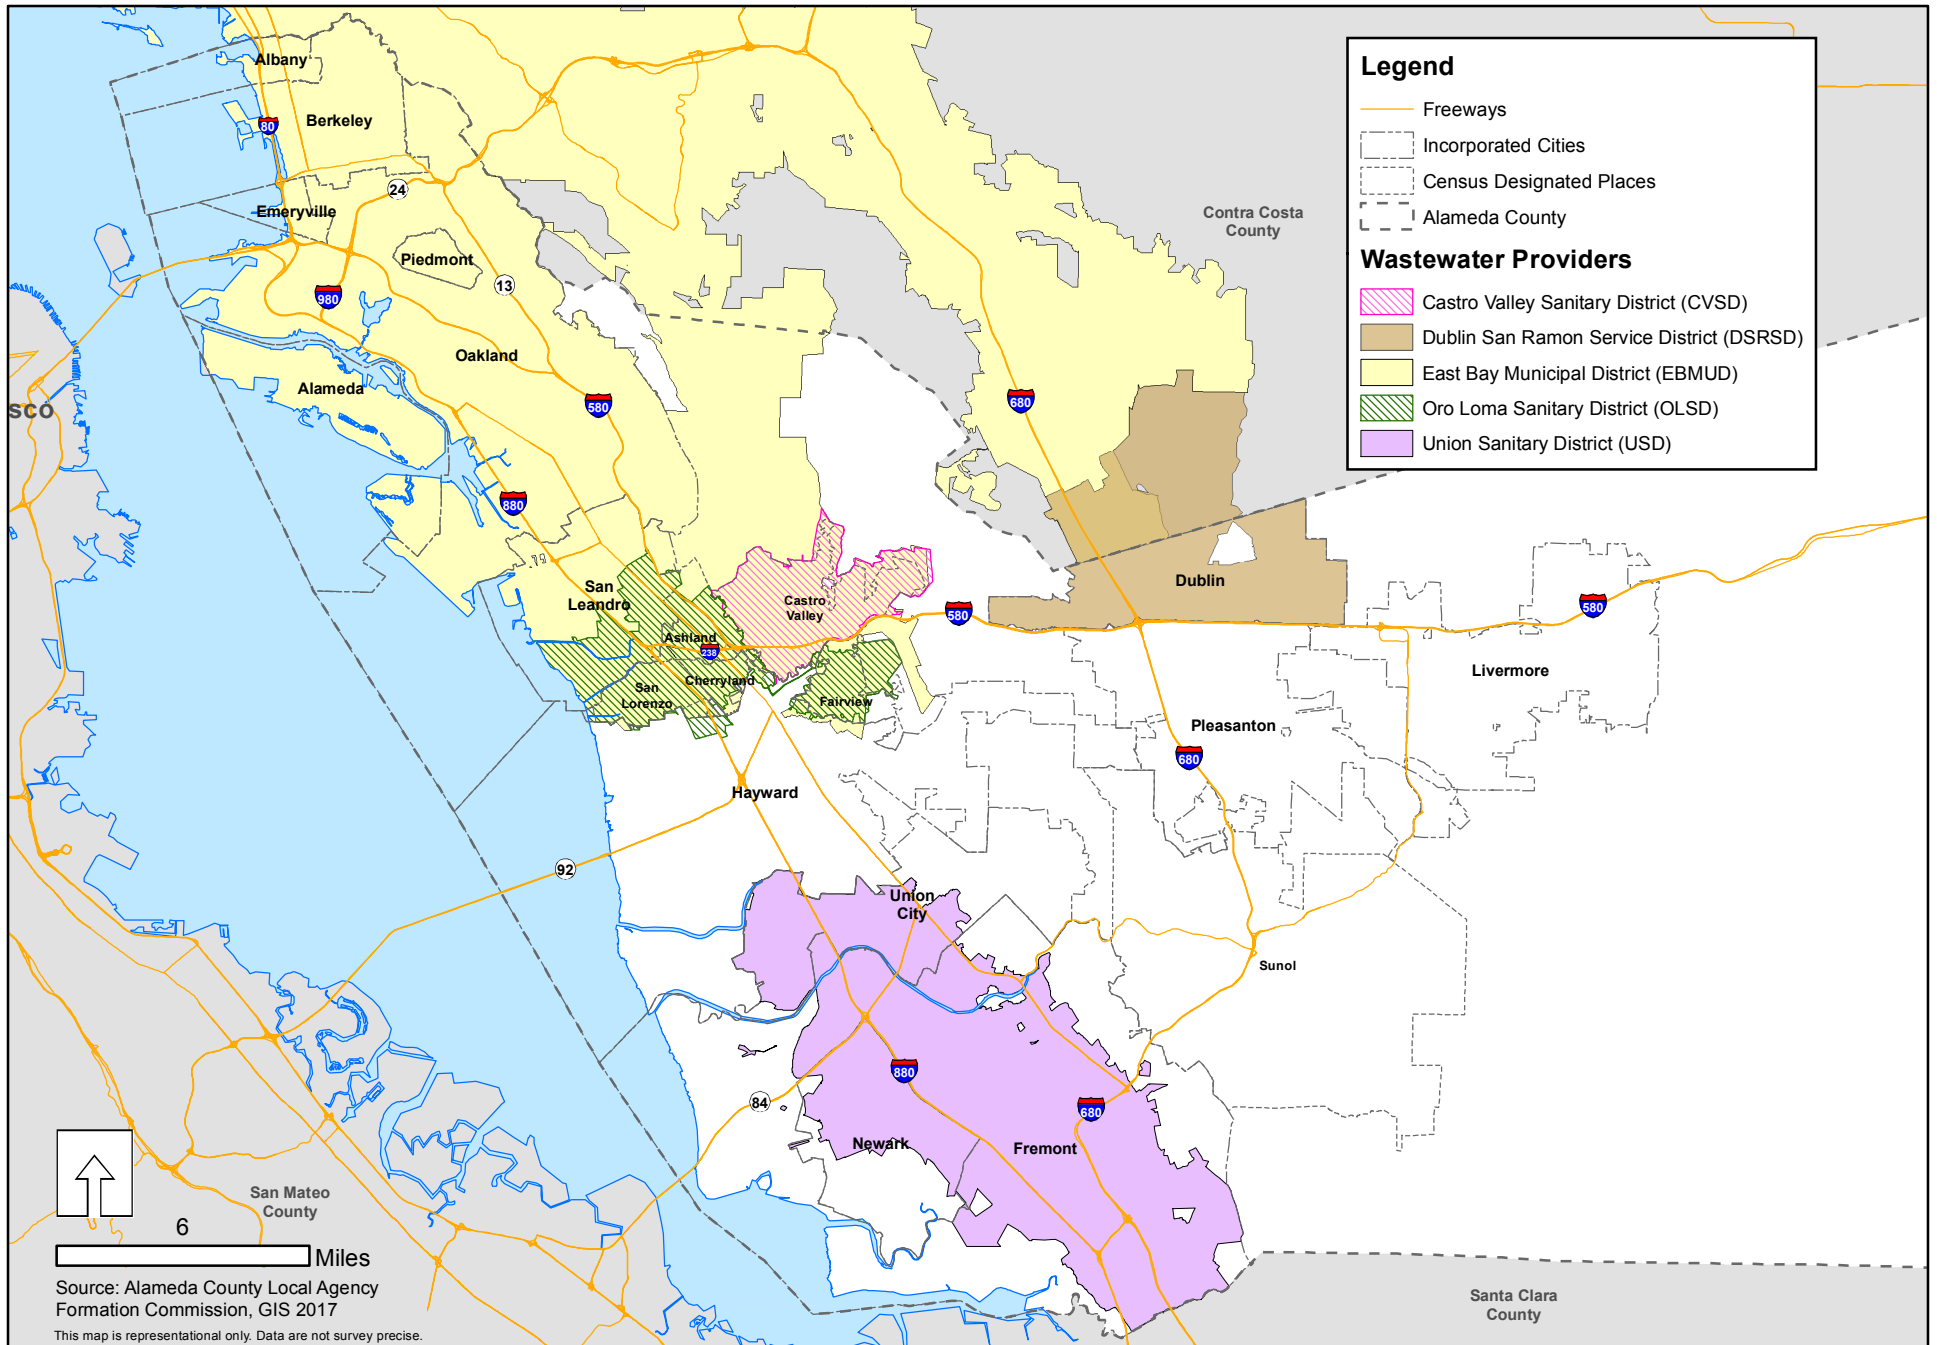 Albany
Berkeley
80
24
Emeryville
Piedmont
13
980
Oakland
Alameda
580
sco
880
680
Contra Costa
County
Legend
Freeways
Incorporated Cities
Census Designated Places
Alameda County
Wastewater Providers
Castro Valley Sanitary District (CVSD)
Dublin San Ramon Service District (DSRSD)
East Bay Municipal District (EBMUD)
Oro Loma Sanitary District (OLSD)
Union Sanitary District (USD)
San
Leandro
Castro
Valley
Dublin
580
580
Ashland
238
Cherryland
San
Lorenzo
Fairview
Livermore
Pleasanton
680
Hayward
92
Union
City
Sunol
880
84
680
Newark
Fremont
San Mateo
County
Santa Clara
County
6
Miles
Source: Alameda County Local Agency
Formation Commission, GIS 2017
This map is representational only. Data are not survey precise.